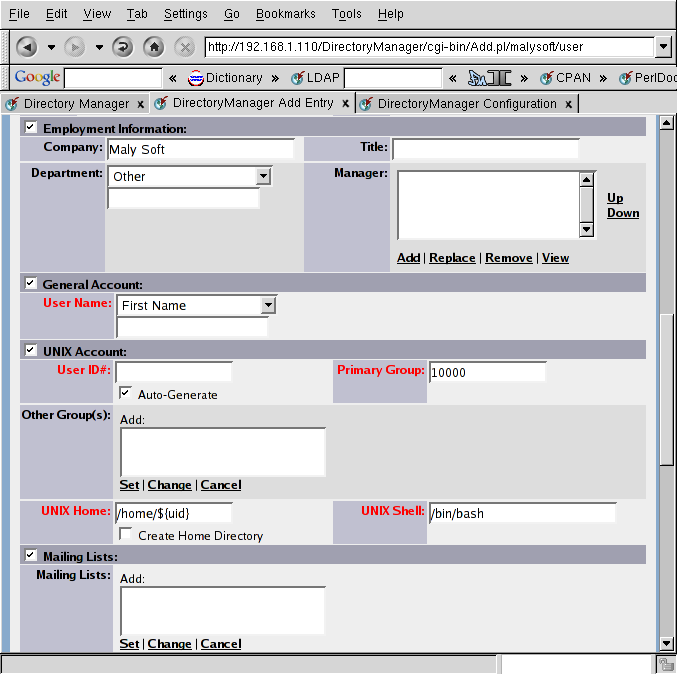 File Edit View Tab Settings Go Bookmarks Tools Help
http://192.168.1.110/DirectoryManager/cgi-bin/Add.pl/malysoft/user
Google « Dictionary » LDAP « » CPAN » PerlDoc
Directory Manager x DirectoryManager Add Entry x DirectoryManager Configuration x
Employment Information:
Company: Maly Soft Title:
Department: Other Manager:
Up
Down
Add | Replace | Remove | View
General Account:
User Name: First Name
UNIX Account:
User ID#: Primary Group: 10000
Auto-Generate
Other Group(s): Add:
Set | Change | Cancel
UNIX Home: /home/${uid} UNIX Shell: /bin/bash
Create Home Directory
Mailing Lists:
Mailing Lists: Add:
Set | Change | Cancel